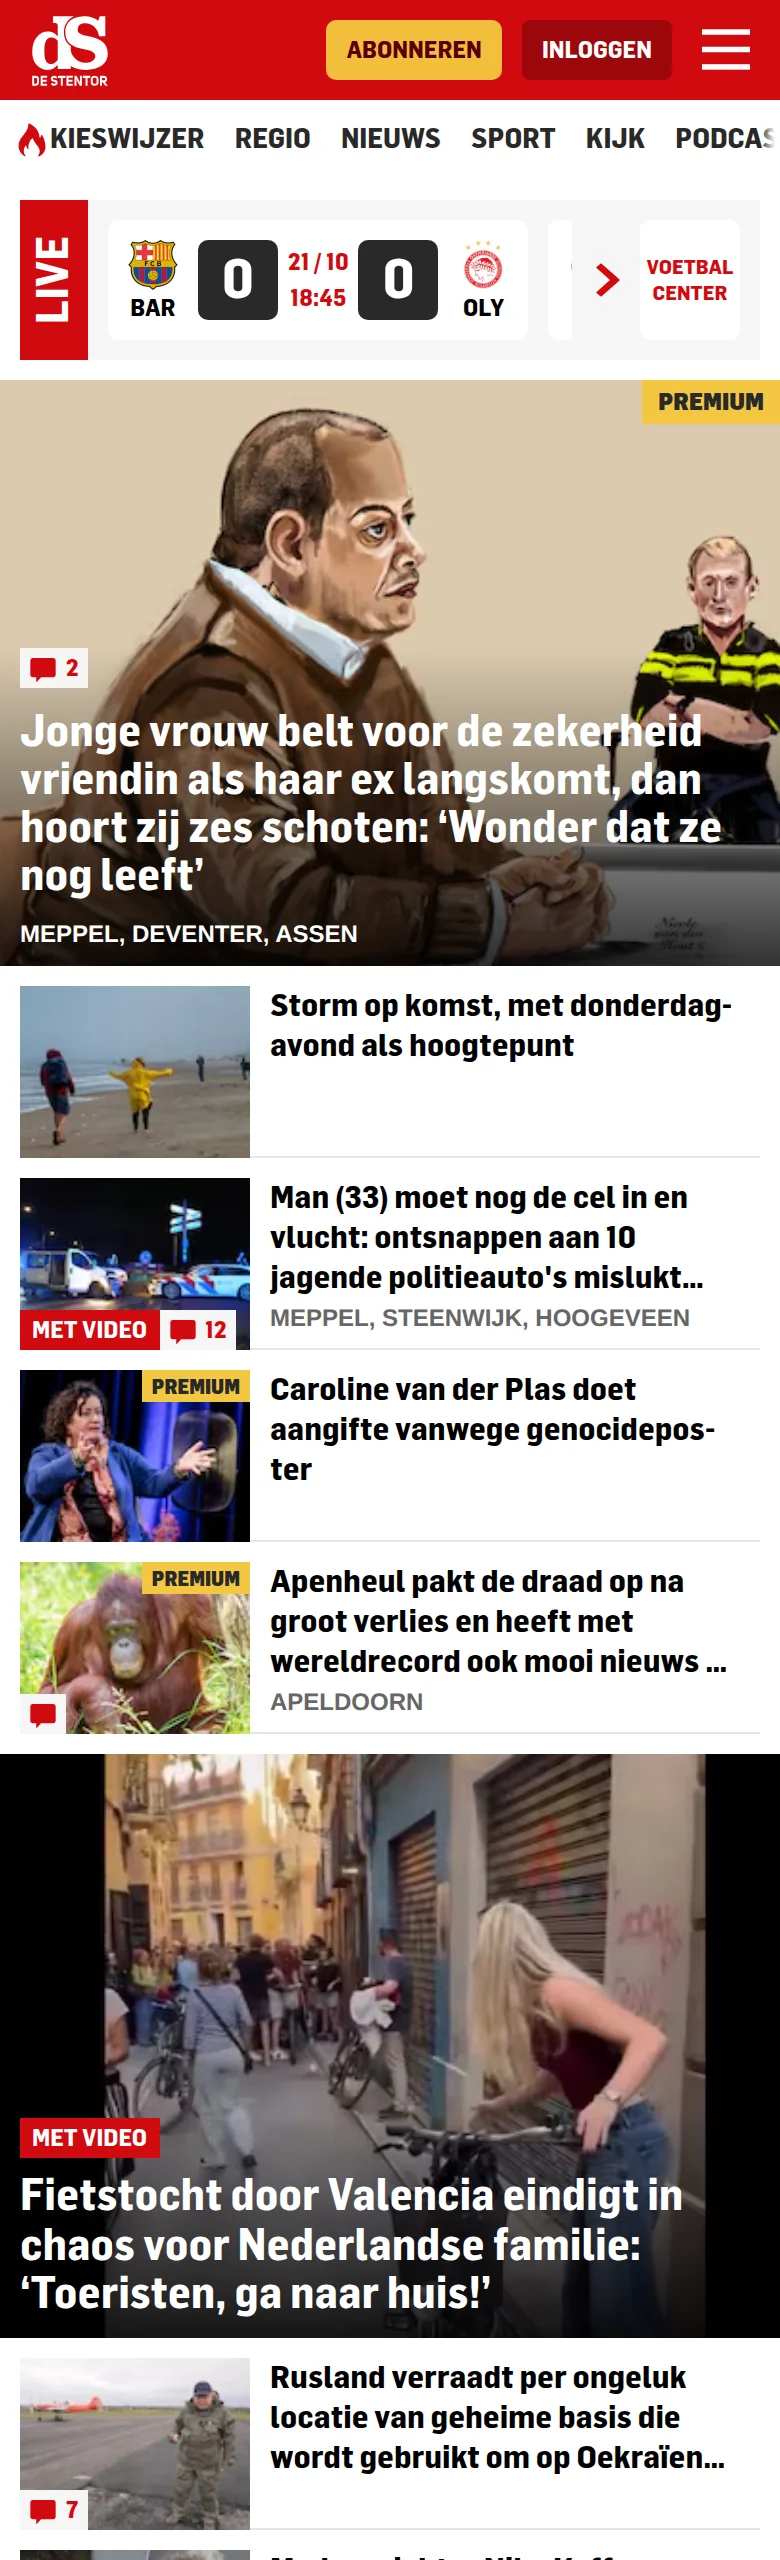 dS
DE STENTOR
ABONNEREN
INLOGGEN
KIESWIJZER REGIO NIEUWS SPORT KIJK PODCAS
LIVE
BAR
0
21 / 10
18:45
0
OLY
VOETBAL
CENTER
PREMIUM
2
Jonge vrouw belt voor de zekerheid
vriendin als haar ex langskomt, dan
hoort zij zes schoten: ‘Wonder dat ze
nog leeft’
MEPPEL, DEVENTER, ASSEN
Storm op komst, met donderdag-
avond als hoogtepunt
Man (33) moet nog de cel in en
vlucht: ontsnappen aan 10
jagende politieauto's mislukt...
MEPPEL, STEENWIJK, HOOGEVEEN
MET VIDEO
12
PREMIUM
Caroline van der Plas doet
aangifte vanwege genocidepos-
ter
PREMIUM
Apenheul pakt de draad op na
groot verlies en heeft met
wereldrecord ook mooi nieuws ...
APELDOORN
MET VIDEO
Fietstocht door Valencia eindigt in
chaos voor Nederlandse familie:
‘Toeristen, ga naar huis!’
Rusland verraadt per ongeluk
locatie van geheime basis die
wordt gebruikt om op Oekraïen...
7